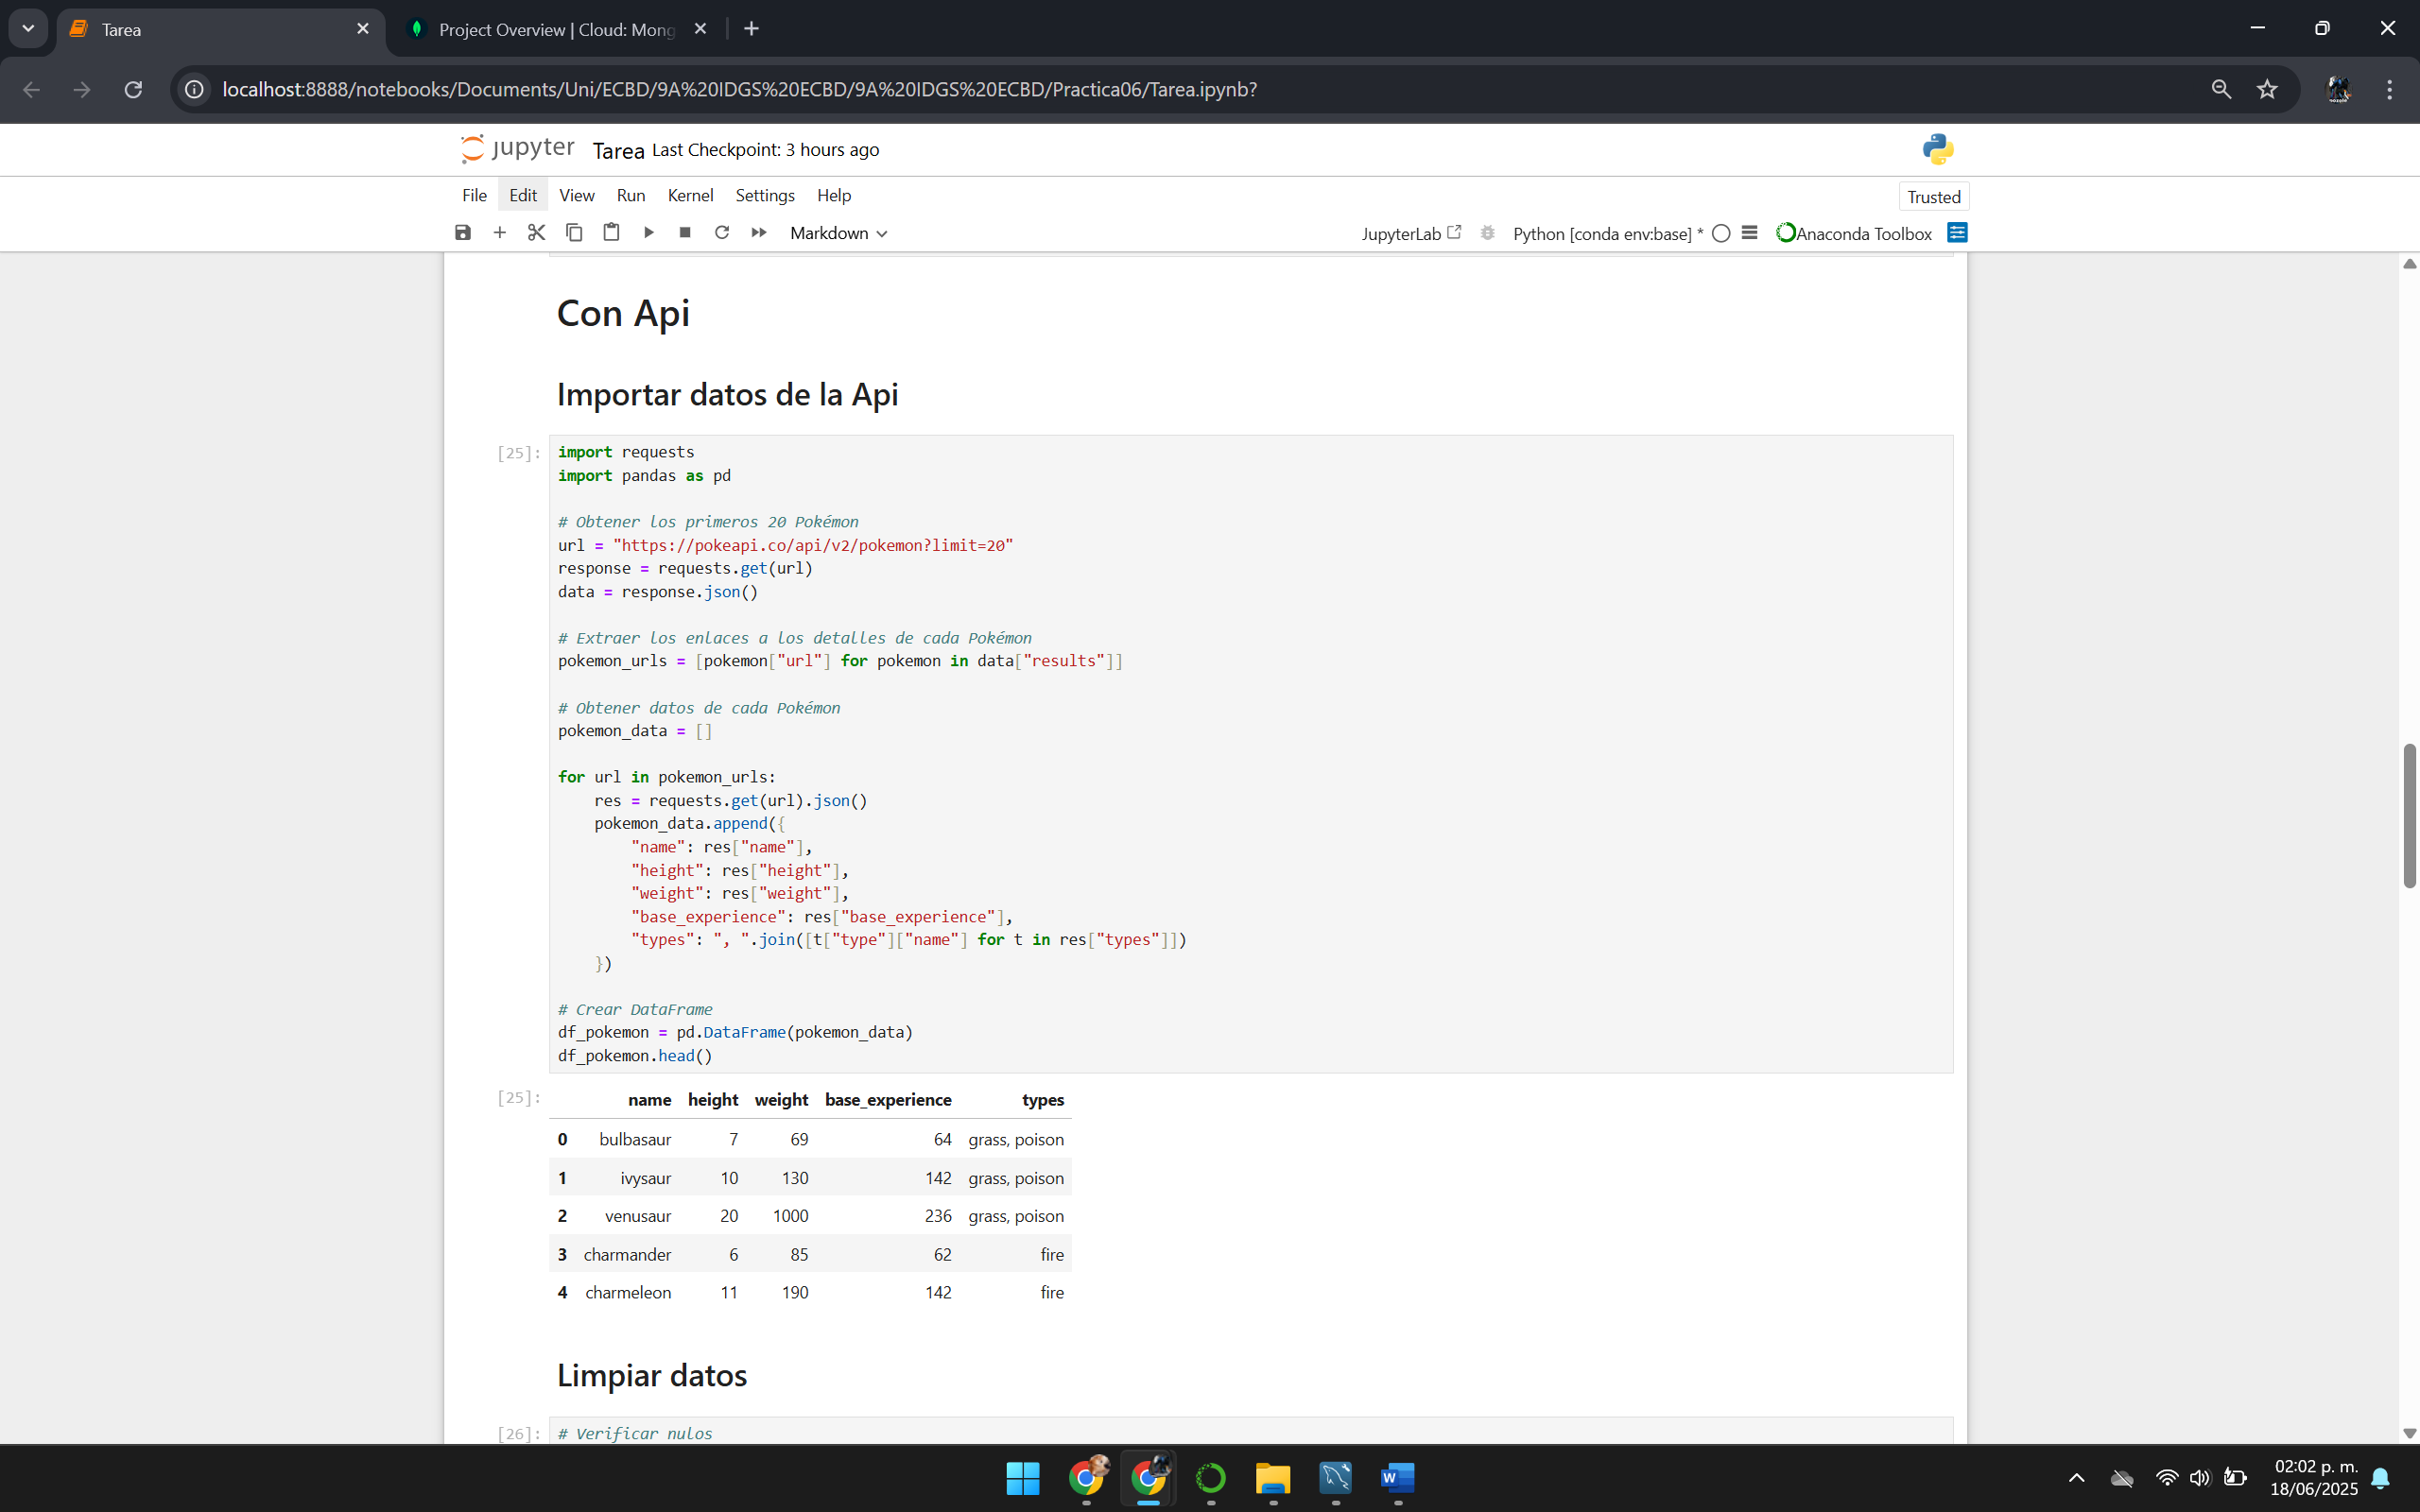 Tarea
Project Overview | Cloud: Mong
localhost:8888/notebooks/Documents/Uni/ECBD/9A%20IDGS%20ECBD/9A%20IDGS%20ECBD/Practica06/Tarea.ipynb?
jupyter Tarea Last Checkpoint: 3 hours ago
File Edit View Run Kernel Settings Help
Trusted
Markdown
JupyterLab Python [conda env:base] * Anaconda Toolbox
Con Api
Importar datos de la Api
[25]:
import requests
import pandas as pd
# Obtener los primeros 20 Pokémon
url = "https://pokeapi.co/api/v2/pokemon?limit=20"
response = requests.get(url)
data = response.json()
# Extraer los enlaces a los detalles de cada Pokémon
pokemon_urls = [pokemon["url"] for pokemon in data["results"]]
# Obtener datos de cada Pokémon
pokemon_data = []
for url in pokemon_urls:
    res = requests.get(url).json()
    pokemon_data.append({
        "name": res["name"],
        "height": res["height"],
        "weight": res["weight"],
        "base_experience": res["base_experience"],
        "types": ", ".join([t["type"]["name"] for t in res["types"]])
    })
# Crear DataFrame
df_pokemon = pd.DataFrame(pokemon_data)
df_pokemon.head()
[25]:
name height weight base_experience types
0 bulbasaur 7 69 64 grass, poison
1 ivysaur 10 130 142 grass, poison
2 venusaur 20 1000 236 grass, poison
3 charmander 6 85 62 fire
4 charmeleon 11 190 142 fire
Limpiar datos
[26]: # Verificar nulos
02:02 p. m.
18/06/2025